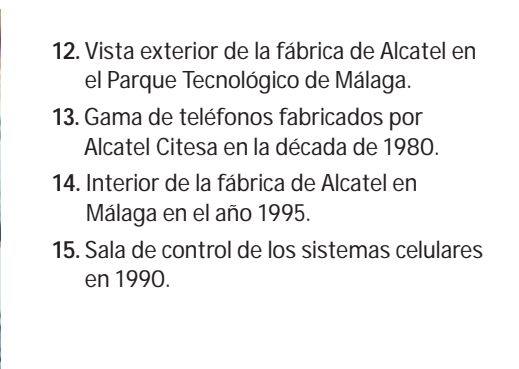 12. Vista exterior de la fábrica de Alcatel en
el Parque Tecnológico de Málaga.
13. Gama de teléfonos fabricados por
Alcatel Citesa en la década de 1980.
14. Interior de la fábrica de Alcatel en
Málaga en el año 1995.
15. Sala de control de los sistemas celulares
en 1990.